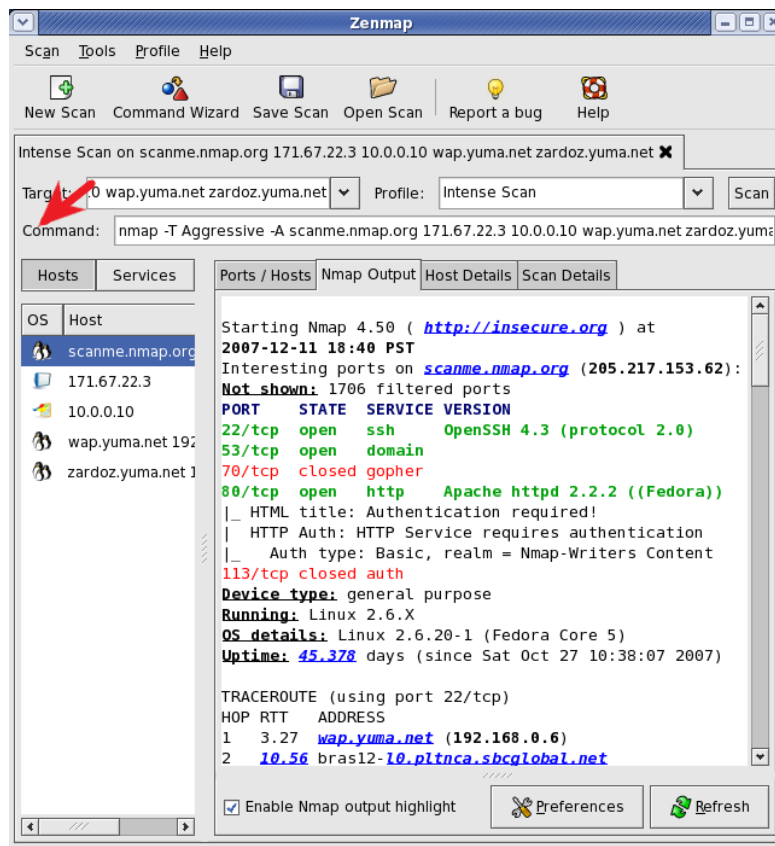 Zenmap
Scan Tools Profile Help
New Scan Command Wizard Save Scan Open Scan Report a bug Help
Intense Scan on scanme.nmap.org 171.67.22.3 10.0.0.10 wap.yuma.net zardoz.yuma.net
Target: .0 wap.yuma.net zardoz.yuma.net Profile: Intense Scan Scan
Command: nmap -T Aggressive -A scanme.nmap.org 171.67.22.3 10.0.0.10 wap.yuma.net zardoz.yuma
Hosts Services Ports / Hosts Nmap Output Host Details Scan Details
OS Host
scanme.nmap.org
171.67.22.3
10.0.0.10
wap.yuma.net 192
zardoz.yuma.net 1
Starting Nmap 4.50 ( http://insecure.org ) at
2007-12-11 18:40 PST
Interesting ports on scanme.nmap.org (205.217.153.62):
Not shown: 1706 filtered ports
PORT STATE SERVICE VERSION
22/tcp open ssh OpenSSH 4.3 (protocol 2.0)
53/tcp open domain
70/tcp closed gopher
80/tcp open http Apache httpd 2.2.2 ((Fedora))
|_ HTML title: Authentication required!
| HTTP Auth: HTTP Service requires authentication
|_ Auth type: Basic, realm = Nmap-Writers Content
113/tcp closed auth
Device type: general purpose
Running: Linux 2.6.X
OS details: Linux 2.6.20-1 (Fedora Core 5)
Uptime: 45.378 days (since Sat Oct 27 10:38:07 2007)
TRACEROUTE (using port 22/tcp)
HOP RTT ADDRESS
1 3.27 wap.yuma.net (192.168.0.6)
2 10.56 bras12-l0.pltnca.sbcglobal.net
Enable Nmap output highlight Preferences Refresh